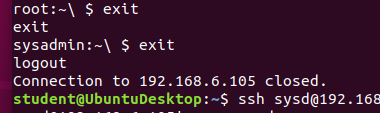 root:~\ $ exit
exit
sysadmin:~\ $ exit
logout
Connection to 192.168.6.105 closed.
student@UbuntuDesktop:~$ ssh sysd@192.168